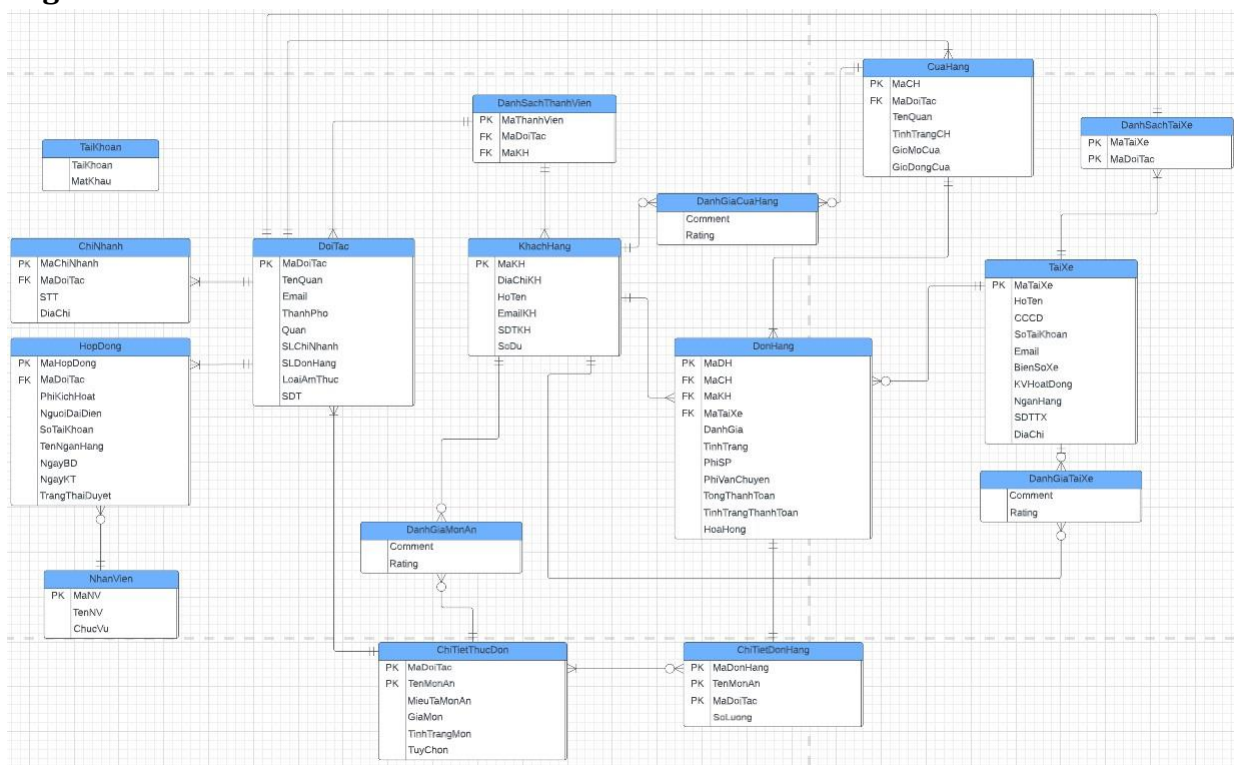 CuaHang
PK MaCH
FK MaDoiTac
TenQuan
TinhTrangCH
GioMoCua
GioDongCua
DanhSachThanhVien
PK MaThanhVien
FK MaDoiTac
FK MaKH
DanhSachTaiXe
PK MaTaiXe
PK MaDoiTac
TaiKhoan
TaiKhoan
MatKhau
DanhGiaCuaHang
Comment
Rating
ChiNhanh
PK MaChiNhanh
FK MaDoiTac
STT
DiaChi
DoiTac
PK MaDoiTac
TenQuan
Email
ThanhPho
Quan
SLChiNhanh
SLDonHang
LoaiAmThuc
SDT
KhachHang
PK MaKH
DiaChiKH
HoTen
EmailKH
SDTKH
SoDu
TaiXe
PK MaTaiXe
HoTen
CCCD
SoTaiKhoan
Email
BienSoXe
KVHoatDong
NganHang
SDTTX
DiaChi
HopDong
PK MaHopDong
FK MaDoiTac
PhiKichHoat
NguoiDaiDien
SoTaiKhoan
TenNganHang
NgayBD
NgayKT
TrangThaiDuyet
DonHang
PK MaDH
FK MaCH
FK MaKH
FK MaTaiXe
DanhGia
TinhTrang
PhiSP
PhiVanChuyen
TongThanhToan
TinhTrangThanhToan
HoaHong
DanhGiaTaiXe
Comment
Rating
DanhGiaMonAn
Comment
Rating
NhanVien
PK MaNV
TenNV
ChucVu
ChiTietThucDon
PK MaDoiTac
PK TenMonAn
MieuTaMonAn
GiaMon
TinhTrangMon
TuyChon
ChiTietDonHang
PK MaDonHang
PK TenMonAn
PK MaDoiTac
SoLuong